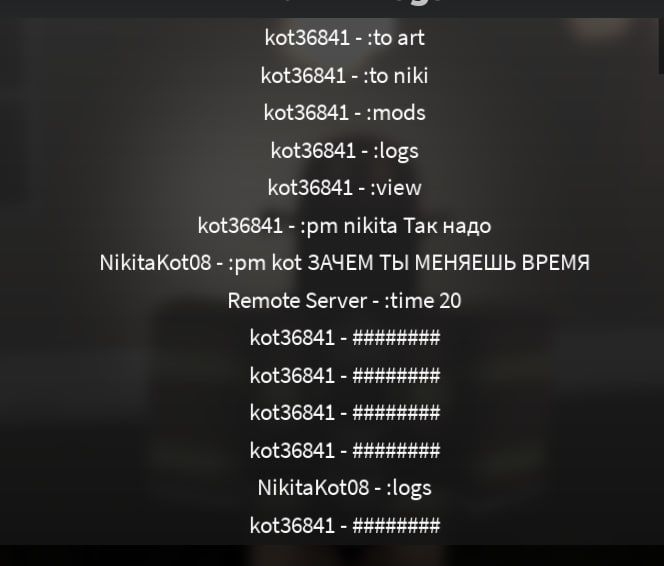 kot36841 - :to art
kot36841 - :to niki
kot36841 - :mods
kot36841 - :logs
kot36841 - :view
kot36841 - :pm nikita Так надо
NikitaKot08 - :pm kot ЗАЧЕМ ТЫ МЕНЯЕШЬ ВРЕМЯ
Remote Server - :time 20
kot36841 - ########
kot36841 - ########
kot36841 - ########
kot36841 - ########
NikitaKot08 - :logs
kot36841 - ########